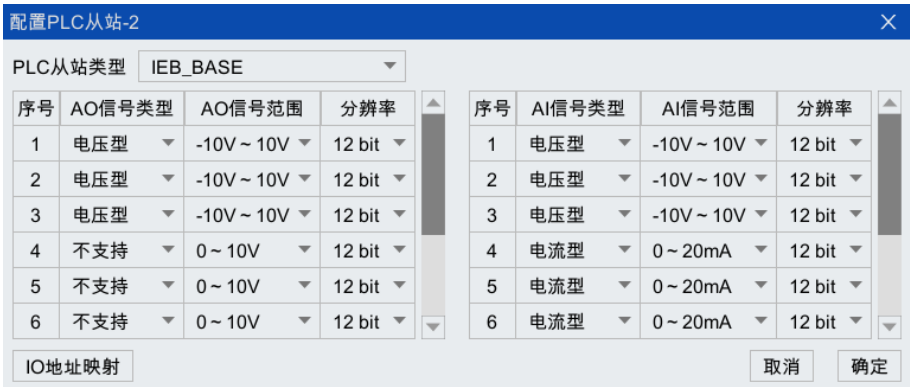 配置PLC从站-2
PLC从站类型 IEB_BASE
序号 AO信号类型 AO信号范围 分辨率 序号 AI信号类型 AI信号范围 分辨率
1 电压型 -10V ~ 10V 12 bit 1 电压型 -10V ~ 10V 12 bit
2 电压型 -10V ~ 10V 12 bit 2 电压型 -10V ~ 10V 12 bit
3 电压型 -10V ~ 10V 12 bit 3 电压型 -10V ~ 10V 12 bit
4 不支持 0 ~ 10V 12 bit 4 电流型 0 ~ 20mA 12 bit
5 不支持 0 ~ 10V 12 bit 5 电流型 0 ~ 20mA 12 bit
6 不支持 0 ~ 10V 12 bit 6 电流型 0 ~ 20mA 12 bit
IO地址映射 取消 确定